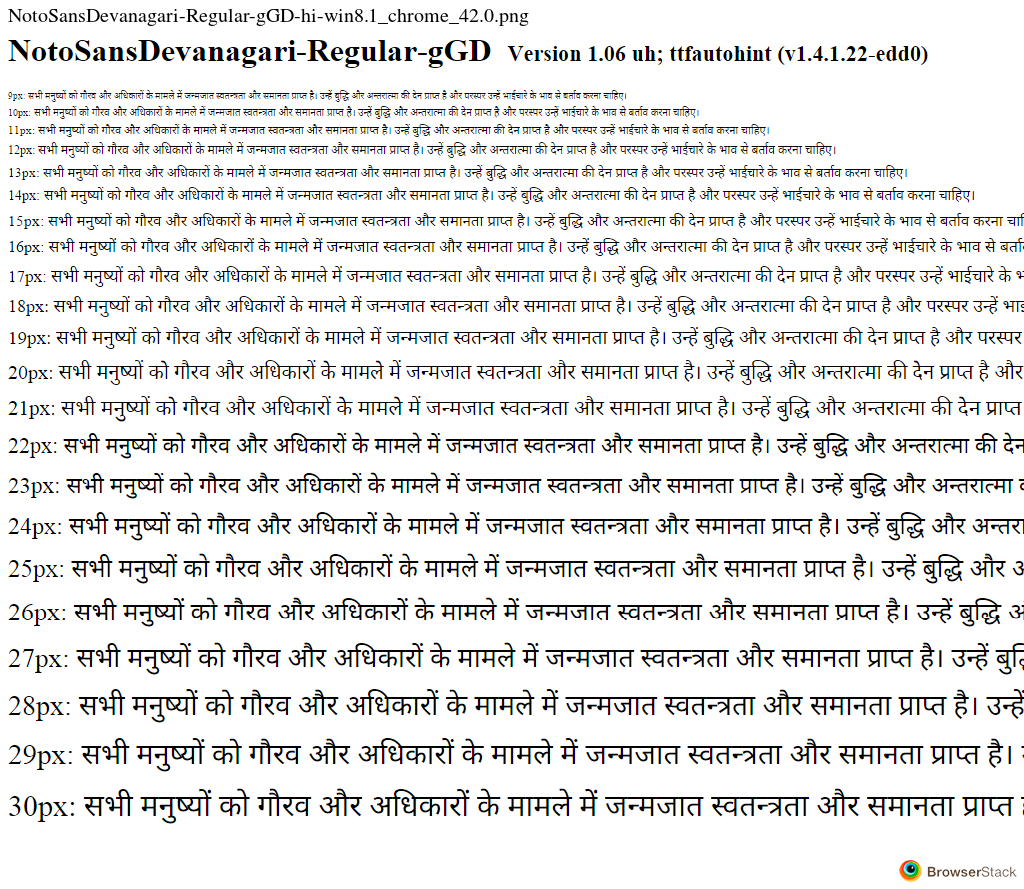 NotoSansDevanagari-Regular-gGD-hi-win8.1_chrome_42.0.png
NotoSansDevanagari-Regular-gGD Version 1.06 uh; ttfautohint (v1.4.1.22-edd0)
9px: सभी मनुष्यों को गौरव और अधिकारों के मामले में जन्मजात स्वतन्त्रता और समानता प्राप्त है। उन्हें बुद्धि और अन्तरात्मा की देन प्राप्त है और परस्पर उन्हें भाईचारे के भाव से बर्ताव करना चाहिए।
10px: सभी मनुष्यों को गौरव और अधिकारों के मामले में जन्मजात स्वतन्त्रता और समानता प्राप्त है। उन्हें बुद्धि और अन्तरात्मा की देन प्राप्त है और परस्पर उन्हें भाईचारे के भाव से बर्ताव करना चाहिए।
11px: सभी मनुष्यों को गौरव और अधिकारों के मामले में जन्मजात स्वतन्त्रता और समानता प्राप्त है। उन्हें बुद्धि और अन्तरात्मा की देन प्राप्त है और परस्पर उन्हें भाईचारे के भाव से बर्ताव करना चाहिए।
12px: सभी मनुष्यों को गौरव और अधिकारों के मामले में जन्मजात स्वतन्त्रता और समानता प्राप्त है। उन्हें बुद्धि और अन्तरात्मा की देन प्राप्त है और परस्पर उन्हें भाईचारे के भाव से बर्ताव करना चाहिए।
13px: सभी मनुष्यों को गौरव और अधिकारों के मामले में जन्मजात स्वतन्त्रता और समानता प्राप्त है। उन्हें बुद्धि और अन्तरात्मा की देन प्राप्त है और परस्पर उन्हें भाईचारे के भाव से बर्ताव करना चाहिए।
14px: सभी मनुष्यों को गौरव और अधिकारों के मामले में जन्मजात स्वतन्त्रता और समानता प्राप्त है। उन्हें बुद्धि और अन्तरात्मा की देन प्राप्त है और परस्पर उन्हें भाईचारे के भाव से बर्ताव करना चाहिए।
15px: सभी मनुष्यों को गौरव और अधिकारों के मामले में जन्मजात स्वतन्त्रता और समानता प्राप्त है। उन्हें बुद्धि और अन्तरात्मा की देन प्राप्त है और परस्पर उन्हें भाईचारे के भाव से बर्ताव करना
16px: सभी मनुष्यों को गौरव और अधिकारों के मामले में जन्मजात स्वतन्त्रता और समानता प्राप्त है। उन्हें बुद्धि और अन्तरात्मा की देन प्राप्त है और परस्पर उन्हें भाईचारे के भाव से
17px: सभी मनुष्यों को गौरव और अधिकारों के मामले में जन्मजात स्वतन्त्रता और समानता प्राप्त है। उन्हें बुद्धि और अन्तरात्मा की देन प्राप्त है और परस्पर उन्हें भाईचारे के
18px: सभी मनुष्यों को गौरव और अधिकारों के मामले में जन्मजात स्वतन्त्रता और समानता प्राप्त है। उन्हें बुद्धि और अन्तरात्मा की देन प्राप्त है और परस्पर उन्हें
19px: सभी मनुष्यों को गौरव और अधिकारों के मामले में जन्मजात स्वतन्त्रता और समानता प्राप्त है। उन्हें बुद्धि और अन्तरात्मा की देन प्राप्त है और परस्पर
20px: सभी मनुष्यों को गौरव और अधिकारों के मामले में जन्मजात स्वतन्त्रता और समानता प्राप्त है। उन्हें बुद्धि और अन्तरात्मा की देन प्राप्त है और
21px: सभी मनुष्यों को गौरव और अधिकारों के मामले में जन्मजात स्वतन्त्रता और समानता प्राप्त है। उन्हें बुद्धि और अन्तरात्मा की देन प्राप्त
22px: सभी मनुष्यों को गौरव और अधिकारों के मामले में जन्मजात स्वतन्त्रता और समानता प्राप्त है। उन्हें बुद्धि और अन्तरात्मा की देन
23px: सभी मनुष्यों को गौरव और अधिकारों के मामले में जन्मजात स्वतन्त्रता और समानता प्राप्त है। उन्हें बुद्धि और अन्तरात्मा
24px: सभी मनुष्यों को गौरव और अधिकारों के मामले में जन्मजात स्वतन्त्रता और समानता प्राप्त है। उन्हें बुद्धि और
25px: सभी मनुष्यों को गौरव और अधिकारों के मामले में जन्मजात स्वतन्त्रता और समानता प्राप्त है। उन्हें बुद्धि और
26px: सभी मनुष्यों को गौरव और अधिकारों के मामले में जन्मजात स्वतन्त्रता और समानता प्राप्त है। उन्हें बुद्धि
27px: सभी मनुष्यों को गौरव और अधिकारों के मामले में जन्मजात स्वतन्त्रता और समानता प्राप्त है। उन्हें
28px: सभी मनुष्यों को गौरव और अधिकारों के मामले में जन्मजात स्वतन्त्रता और समानता प्राप्त है। उन्हें
29px: सभी मनुष्यों को गौरव और अधिकारों के मामले में जन्मजात स्वतन्त्रता और समानता प्राप्त है।
30px: सभी मनुष्यों को गौरव और अधिकारों के मामले में जन्मजात स्वतन्त्रता और समानता प्राप्त
BrowserStack